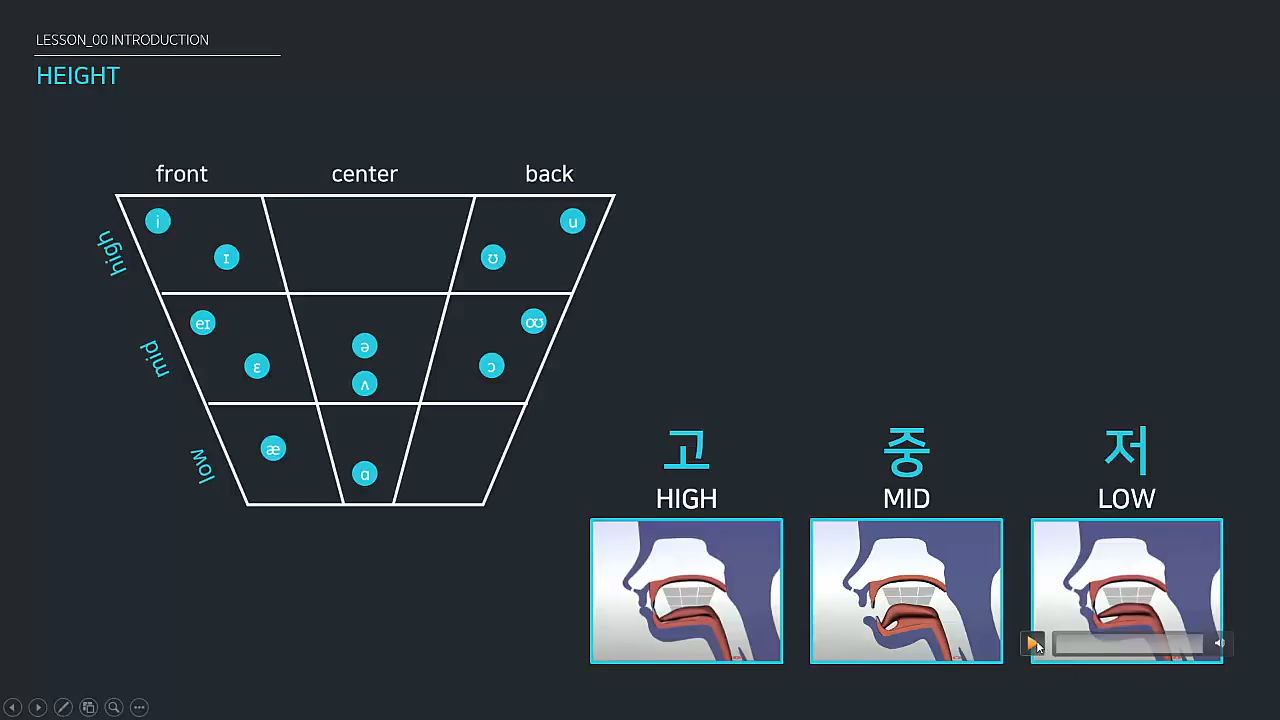 LESSON_00 INTRODUCTION
HEIGHT
front center back
high
i
u
ɪ
ʊ
mid
eɪ
oʊ
ə
ɛ
ɔ
ʌ
low
æ
ɑ
고 중 저
HIGH MID LOW